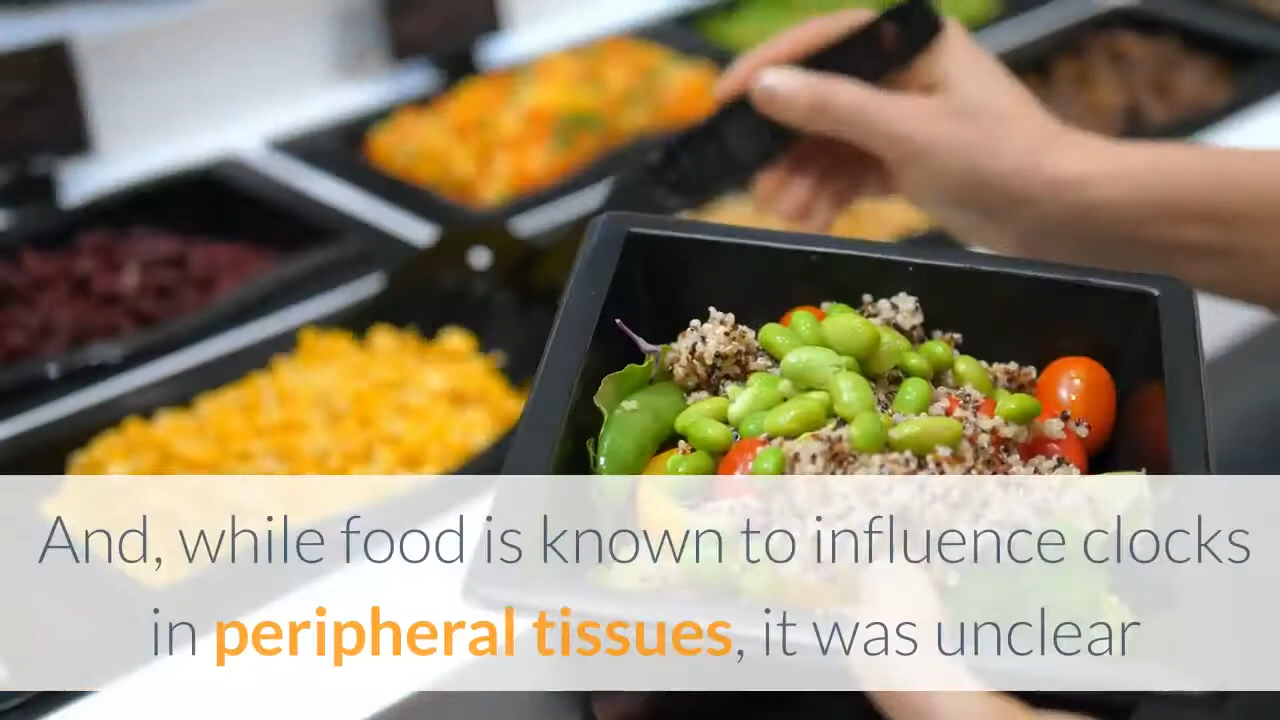 And, while food is known to influence clocks
in peripheral tissues, it was unclear